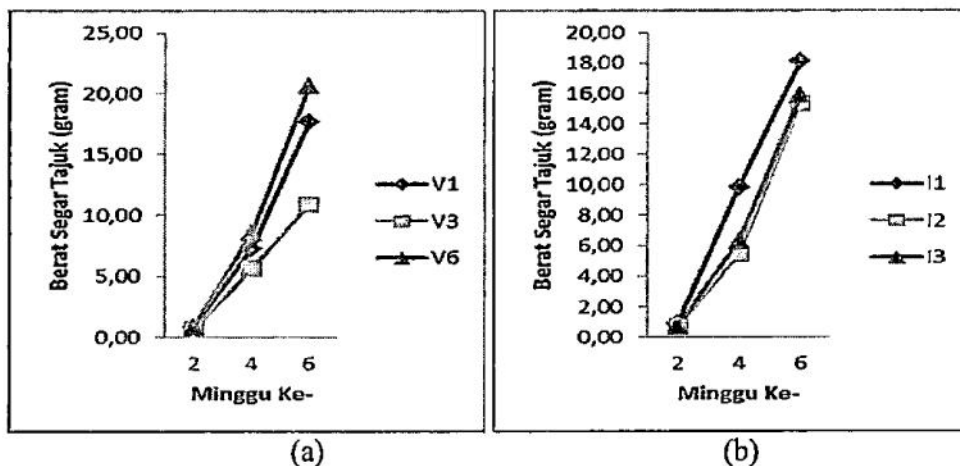 25,00
20,00
15,00
10,00
5,00
0,00
Berat Segar Tajuk (gram)
2 4 6
Minggu Ke-
V1
V3
V6
(a)
20,00
18,00
16,00
14,00
12,00
10,00
8,00
6,00
4,00
2,00
0,00
Berat Segar Tajuk (gram)
2 4 6
Minggu Ke-
I1
I2
I3
(b)